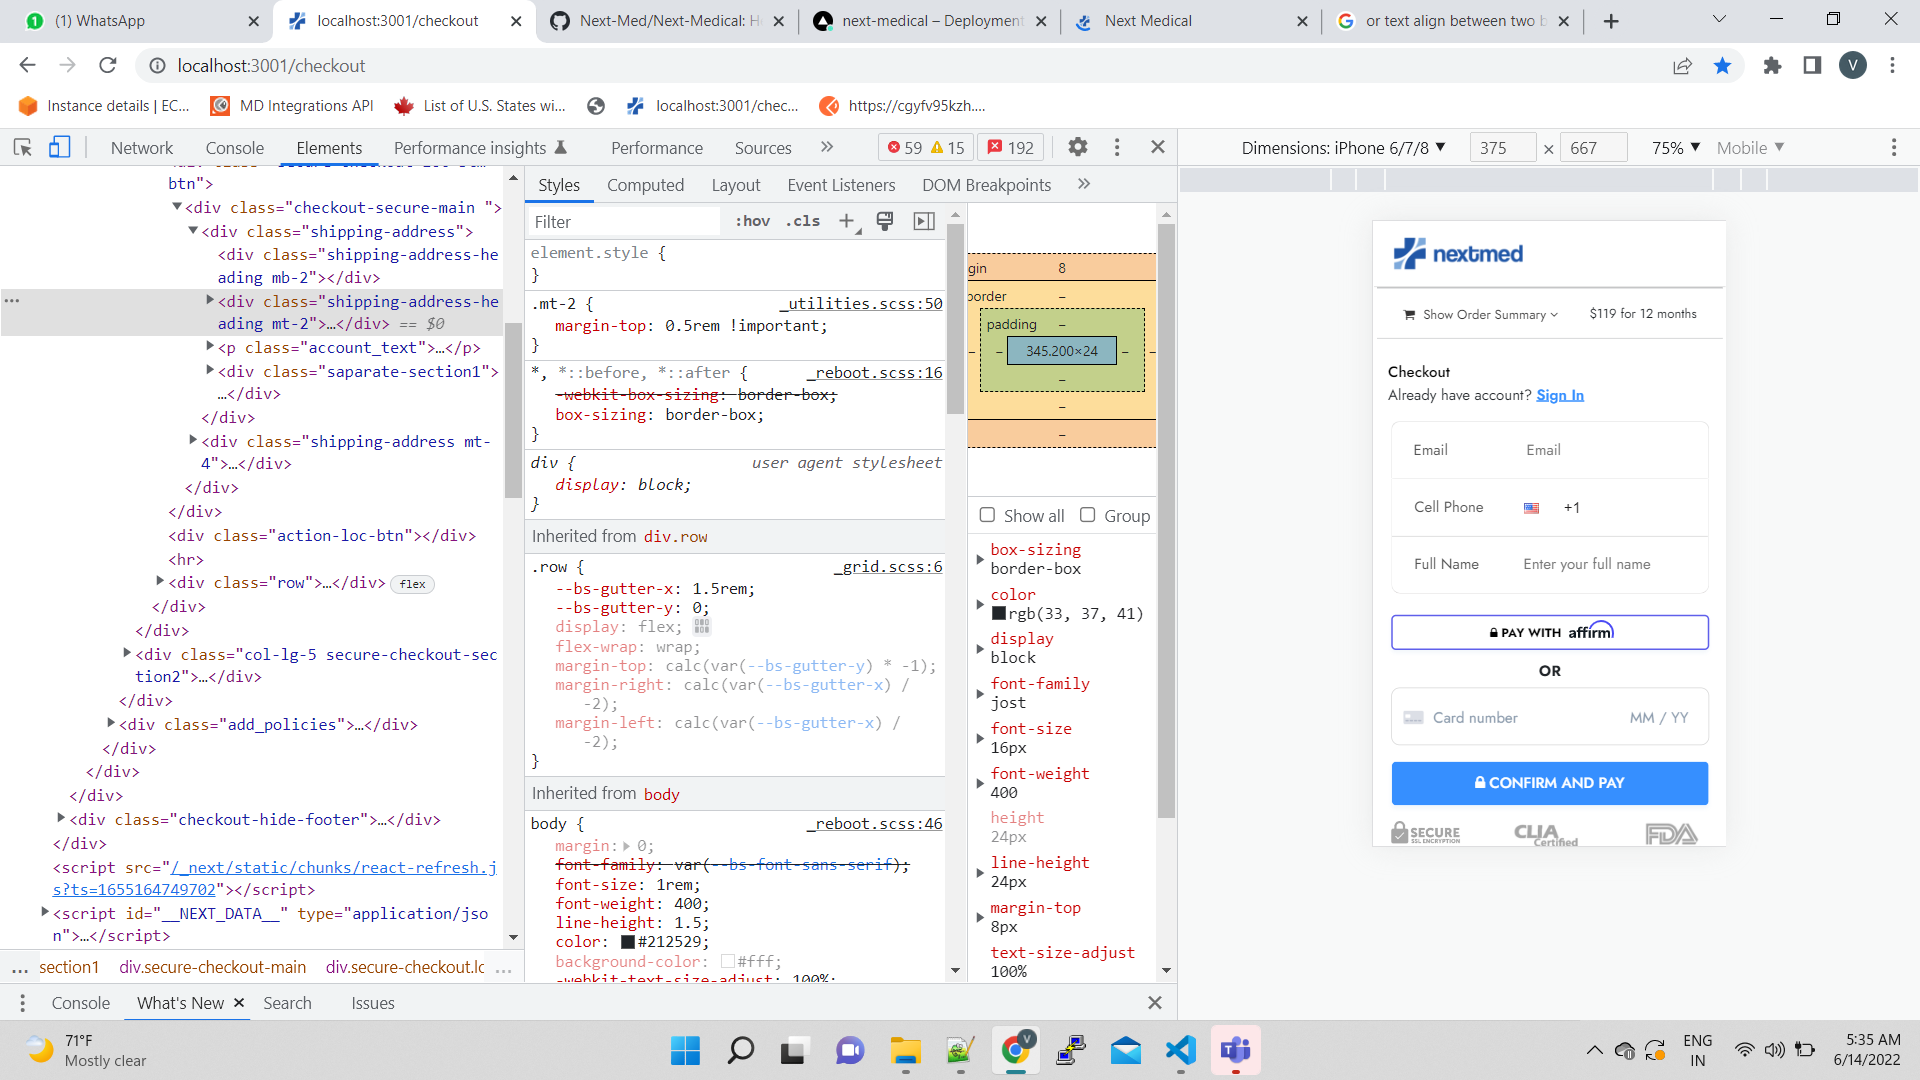 (1) WhatsApp
localhost:3001/checkout
Next-Med/Next-Medical: H
next-medical – Deployment
Next Medical
or text align between two b
localhost:3001/checkout
V
Instance details | EC...
MD Integrations API
List of U.S. States wi...
localhost:3001/chec...
https://cgyfv95kzh....
Network
Console
Elements
Performance insights
Performance
Sources
59
15
192
Dimensions: iPhone 6/7/8
375
×
667
75%
Mobile
btn">
<div class="checkout-secure-main ">
<div class="shipping-address">
<div class="shipping-address-he
ading mb-2"></div>
<div class="shipping-address-he
ading mt-2">…</div> == $0
<p class="account_text">…</p>
<div class="saparate-section1">
…</div>
</div>
<div class="shipping-address mt-
4">…</div>
</div>
</div>
<div class="action-loc-btn"></div>
<hr>
<div class="row">…</div> flex
</div>
</div>
<div class="col-lg-5 secure-checkout-sec
tion2">…</div>
</div>
<div class="add_policies">…</div>
</div>
</div>
</div>
<div class="checkout-hide-footer">…</div>
</div>
<script src="/_next/static/chunks/react-refresh.j
s?ts=1655164749702"></script>
<script id="__NEXT_DATA__" type="application/jso
n">…</script>
... section1 div.secure-checkout-main div.secure-checkout.lc ...
Styles
Computed
Layout
Event Listeners
DOM Breakpoints
Filter
:hov
.cls
element.style {
}
.mt-2 {
_utilities.scss:50
margin-top: 0.5rem !important;
}
*, *::before, *::after {
_reboot.scss:16
-webkit-box-sizing: border-box;
box-sizing: border-box;
}
div {
user agent stylesheet
display: block;
}
Inherited from div.row
.row {
_grid.scss:6
--bs-gutter-x: 1.5rem;
--bs-gutter-y: 0;
display: flex;
flex-wrap: wrap;
margin-top: calc(var(--bs-gutter-y) * -1);
margin-right: calc(var(--bs-gutter-x) /
-2);
margin-left: calc(var(--bs-gutter-x) /
-2);
}
Inherited from body
body {
_reboot.scss:46
margin: 0;
font-family: var(--bs-font-sans-serif);
font-size: 1rem;
font-weight: 400;
line-height: 1.5;
color: #212529;
background-color: #fff;
-webkit-text-size-adjust: 100%;
gin
8
border
–
padding
–
– – 345.200×24 – –
–
–
–
Show all
Group
box-sizing
border-box
color
rgb(33, 37, 41)
display
block
font-family
jost
font-size
16px
font-weight
400
height
24px
line-height
24px
margin-top
8px
text-size-adjust
100%
nextmed
Show Order Summary
$119 for 12 months
Checkout
Already have account? Sign In
Email
Email
Cell Phone
+1
Full Name
Enter your full name
PAY WITH affirm
OR
Card number
MM / YY
CONFIRM AND PAY
SECURE
SSL ENCRYPTION
CLIA
Certified
FDA
Console
What's New
Search
Issues
71°F
Mostly clear
V
ENG
IN
5:35 AM
6/14/2022